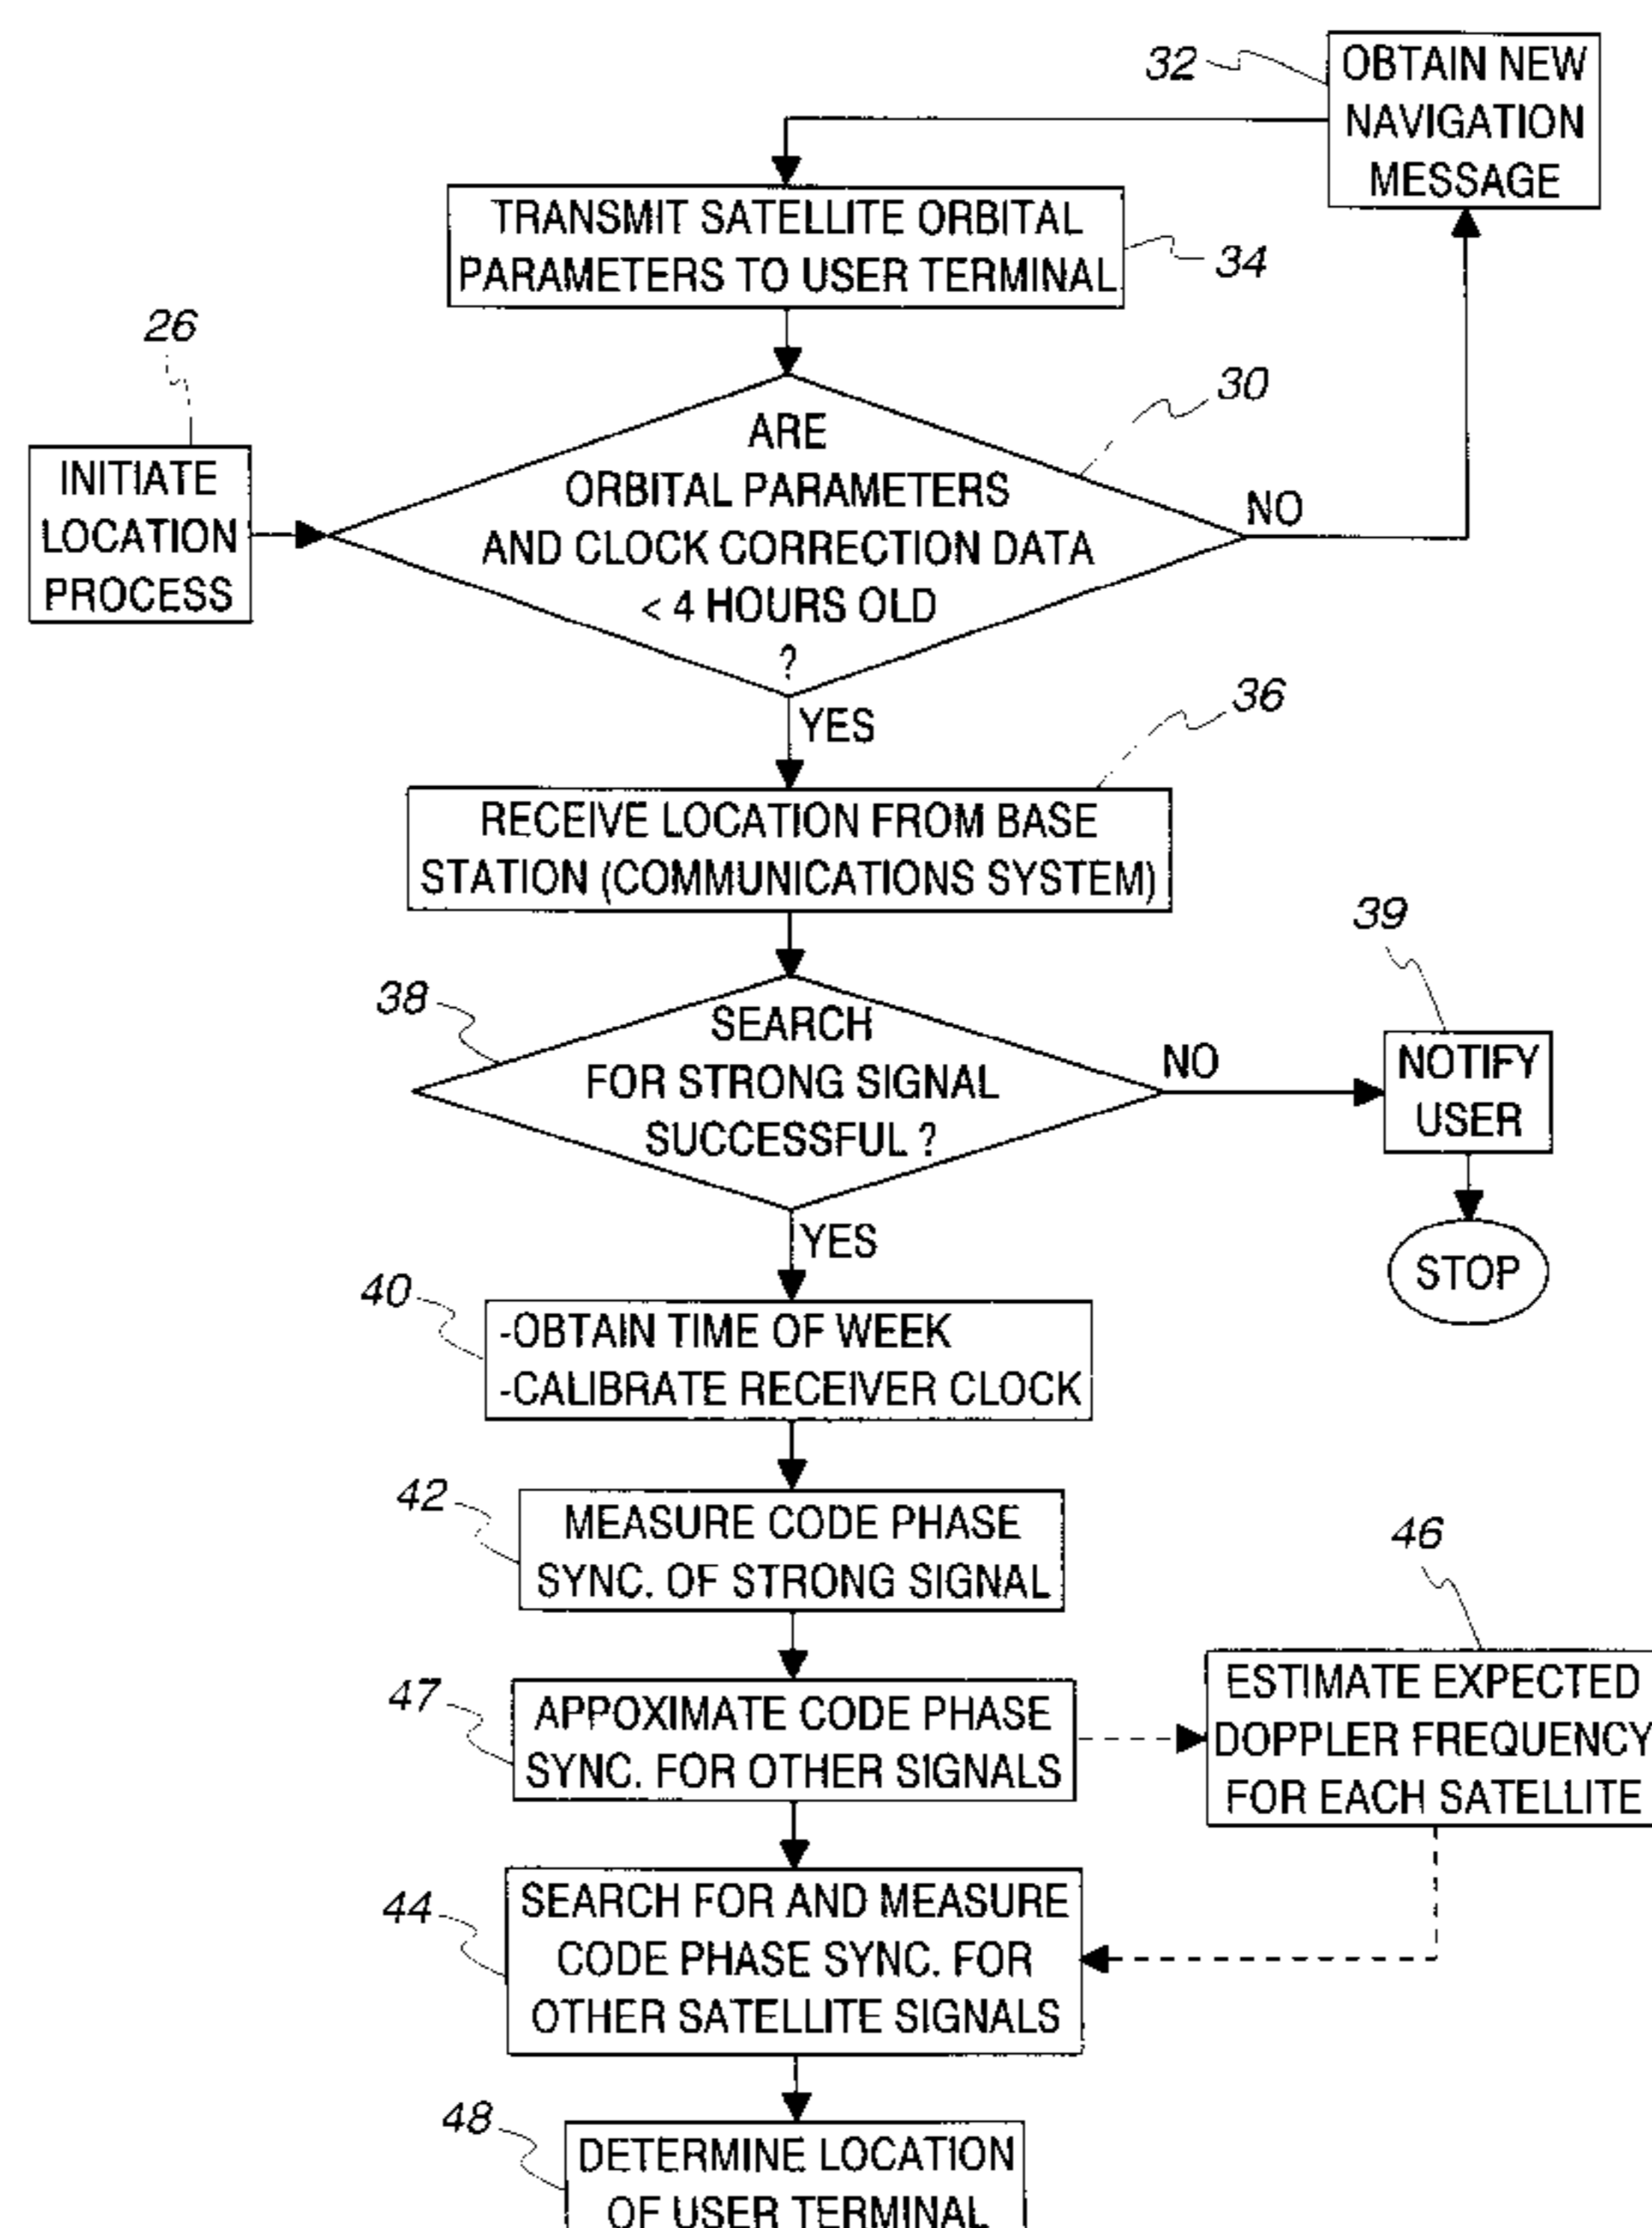 32
OBTAIN NEW
NAVIGATION
MESSAGE
TRANSMIT SATELLITE ORBITAL
PARAMETERS TO USER TERMINAL
34
26
INITIATE
LOCATION
PROCESS
30
ARE
ORBITAL PARAMETERS
AND CLOCK CORRECTION DATA
< 4 HOURS OLD
?
NO
YES
36
RECEIVE LOCATION FROM BASE
STATION (COMMUNICATIONS SYSTEM)
38
SEARCH
FOR STRONG SIGNAL
SUCCESSFUL ?
NO
39
NOTIFY
USER
STOP
YES
40
-OBTAIN TIME OF WEEK
-CALIBRATE RECEIVER CLOCK
42
MEASURE CODE PHASE
SYNC. OF STRONG SIGNAL
47
APPOXIMATE CODE PHASE
SYNC. FOR OTHER SIGNALS
46
ESTIMATE EXPECTED
DOPPLER FREQUENCY
FOR EACH SATELLITE
44
SEARCH FOR AND MEASURE
CODE PHASE SYNC. FOR
OTHER SATELLITE SIGNALS
48
DETERMINE LOCATION
OF USER TERMINAL